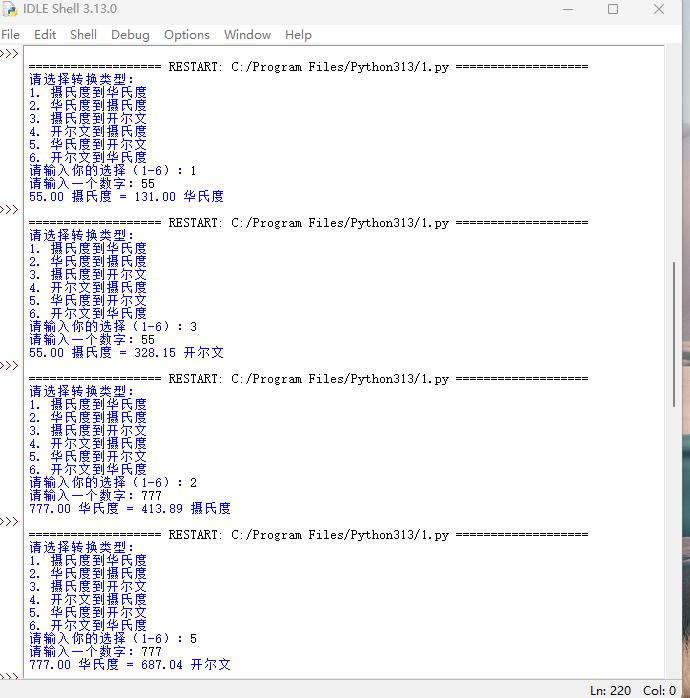 IDLE Shell 3.13.0
File Edit Shell Debug Options Window Help
>>>
=================== RESTART: C:/Program Files/Python313/1.py ===================
请选择转换类型:
1. 摄氏度到华氏度
2. 华氏度到摄氏度
3. 摄氏度到开尔文
4. 开尔文到摄氏度
5. 华氏度到开尔文
6. 开尔文到华氏度
请输入你的选择（1-6）: 1
请输入一个数字: 55
55.00 摄氏度 = 131.00 华氏度
>>>
=================== RESTART: C:/Program Files/Python313/1.py ===================
请选择转换类型:
1. 摄氏度到华氏度
2. 华氏度到摄氏度
3. 摄氏度到开尔文
4. 开尔文到摄氏度
5. 华氏度到开尔文
6. 开尔文到华氏度
请输入你的选择（1-6）: 3
请输入一个数字: 55
55.00 摄氏度 = 328.15 开尔文
>>>
=================== RESTART: C:/Program Files/Python313/1.py ===================
请选择转换类型:
1. 摄氏度到华氏度
2. 华氏度到摄氏度
3. 摄氏度到开尔文
4. 开尔文到摄氏度
5. 华氏度到开尔文
6. 开尔文到华氏度
请输入你的选择（1-6）: 2
请输入一个数字: 777
777.00 华氏度 = 413.89 摄氏度
>>>
=================== RESTART: C:/Program Files/Python313/1.py ===================
请选择转换类型:
1. 摄氏度到华氏度
2. 华氏度到摄氏度
3. 摄氏度到开尔文
4. 开尔文到摄氏度
5. 华氏度到开尔文
6. 开尔文到华氏度
请输入你的选择（1-6）: 5
请输入一个数字: 777
777.00 华氏度 = 687.04 开尔文
>>>
Ln: 220 Col: 0